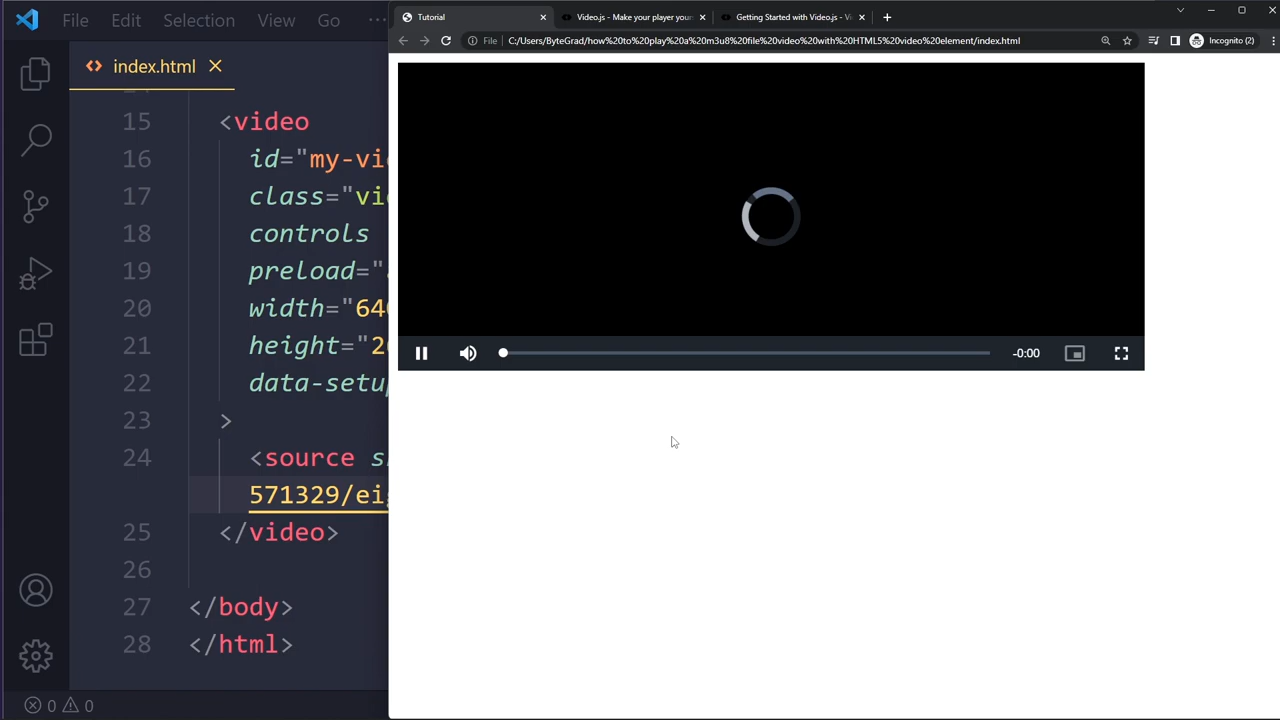 File Edit Selection View Go ···
index.html
15 <video
16 id="my-vi
17 class="vi
18 controls
19 preload="
20 width="64
21 height="2
22 data-setup
23 >
24 <source s
571329/eig
25 </video>
26
27 </body>
28 </html>
0 0
Tutorial
Video.js - Make your player your
Getting Started with Video.js - V
File C:/Users/ByteGrad/how%20to%20play%20a%20m3u8%20file%20video%20with%20HTML5%20video%20element/index.html
Incognito (2)
-0:00